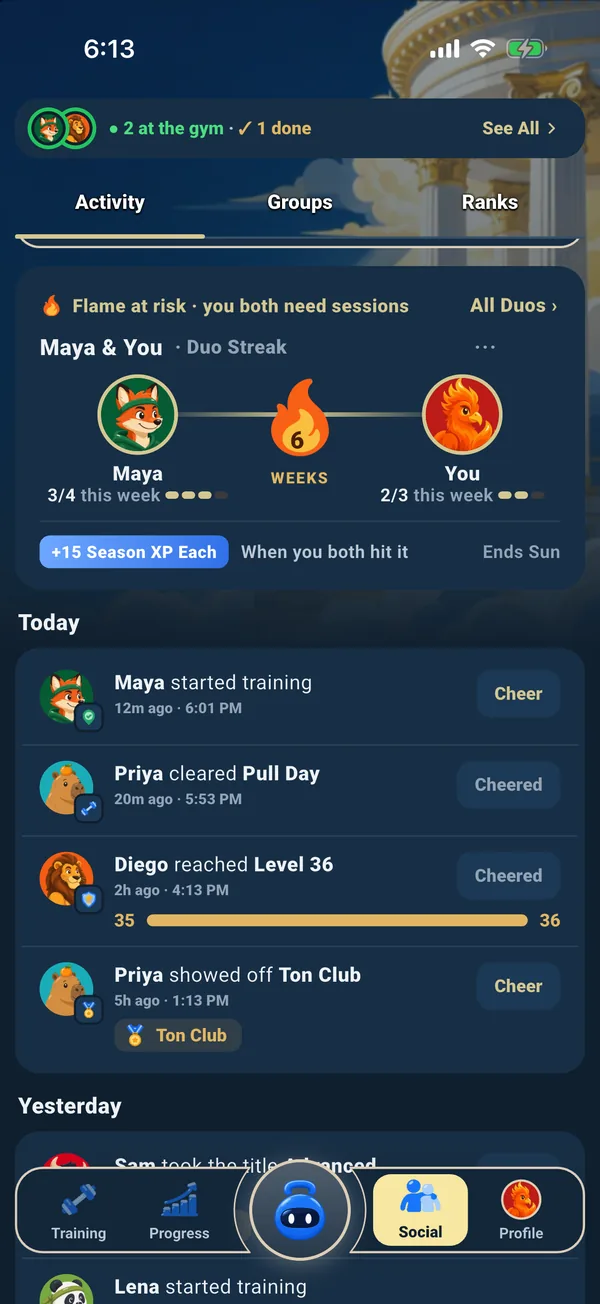 6:13
● 2 at the gym · ✓ 1 done
See All ›
Activity
Groups
Ranks
Flame at risk · you both need sessions
All Duos ›
Maya & You · Duo Streak
...
6
Maya
WEEKS
You
3/4 this week
2/3 this week
+15 Season XP Each
When you both hit it
Ends Sun
Today
Maya started training
Cheer
12m ago · 6:01 PM
Priya cleared Pull Day
Cheered
20m ago · 5:53 PM
Diego reached Level 36
Cheered
2h ago · 4:13 PM
35
36
Priya showed off Ton Club
Cheer
5h ago · 1:13 PM
Ton Club
Yesterday
Sam took the title
Training
Progress
Social
Profile
Lena started training